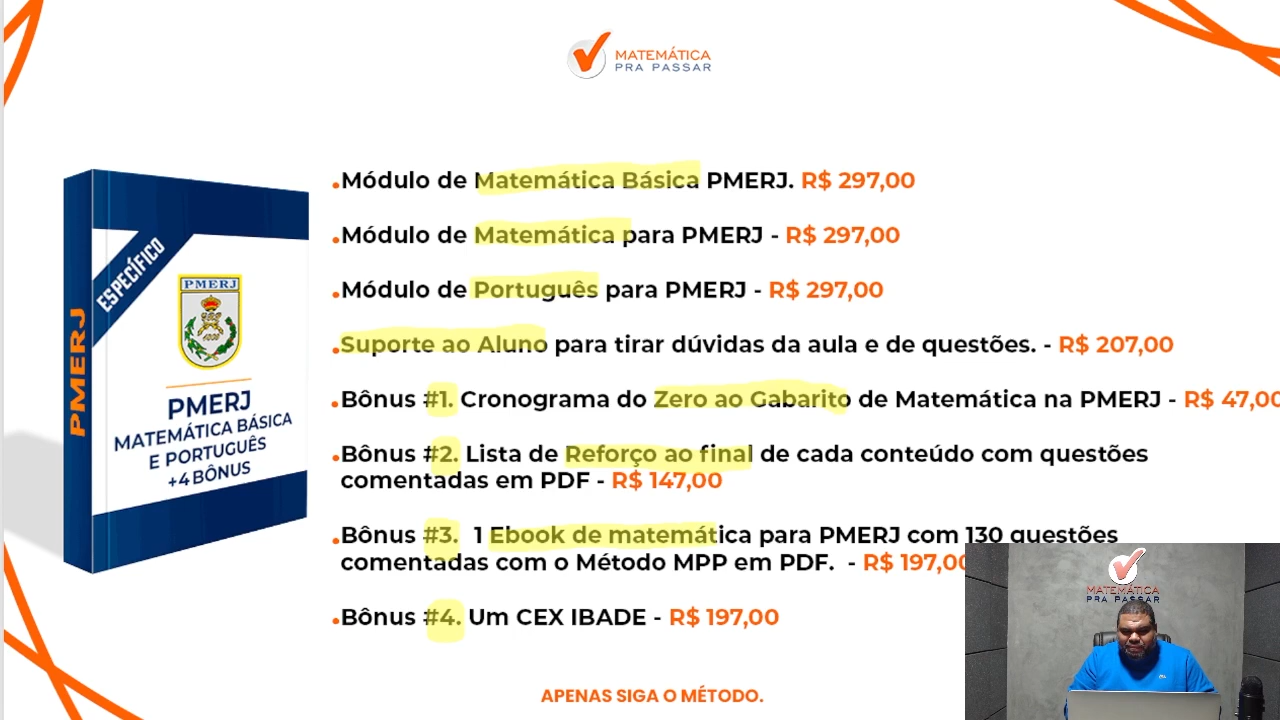 MATEMÁTICA
PRA PASSAR
.Módulo de Matemática Básica PMERJ. R$ 297,00
.Módulo de Matemática para PMERJ - R$ 297,00
.Módulo de Português para PMERJ - R$ 297,00
.Suporte ao Aluno para tirar dúvidas da aula e de questões. - R$ 207,00
.Bônus #1. Cronograma do Zero ao Gabarito de Matemática na PMERJ - R$ 47,00
.Bônus #2. Lista de Reforço ao final de cada conteúdo com questões
comentadas em PDF - R$ 147,00
.Bônus #3. 1 Ebook de matemática para PMERJ com 130 questões
comentadas com o Método MPP em PDF. - R$ 197,00
.Bônus #4. Um CEX IBADE - R$ 197,00
APENAS SIGA O MÉTODO.
PMERJ
ESPECÍFICO
PMERJ
PMERJ
MATEMÁTICA BÁSICA
E PORTUGUÊS
+4 BÔNUS
MATEMÁTICA
PRA PASSAR